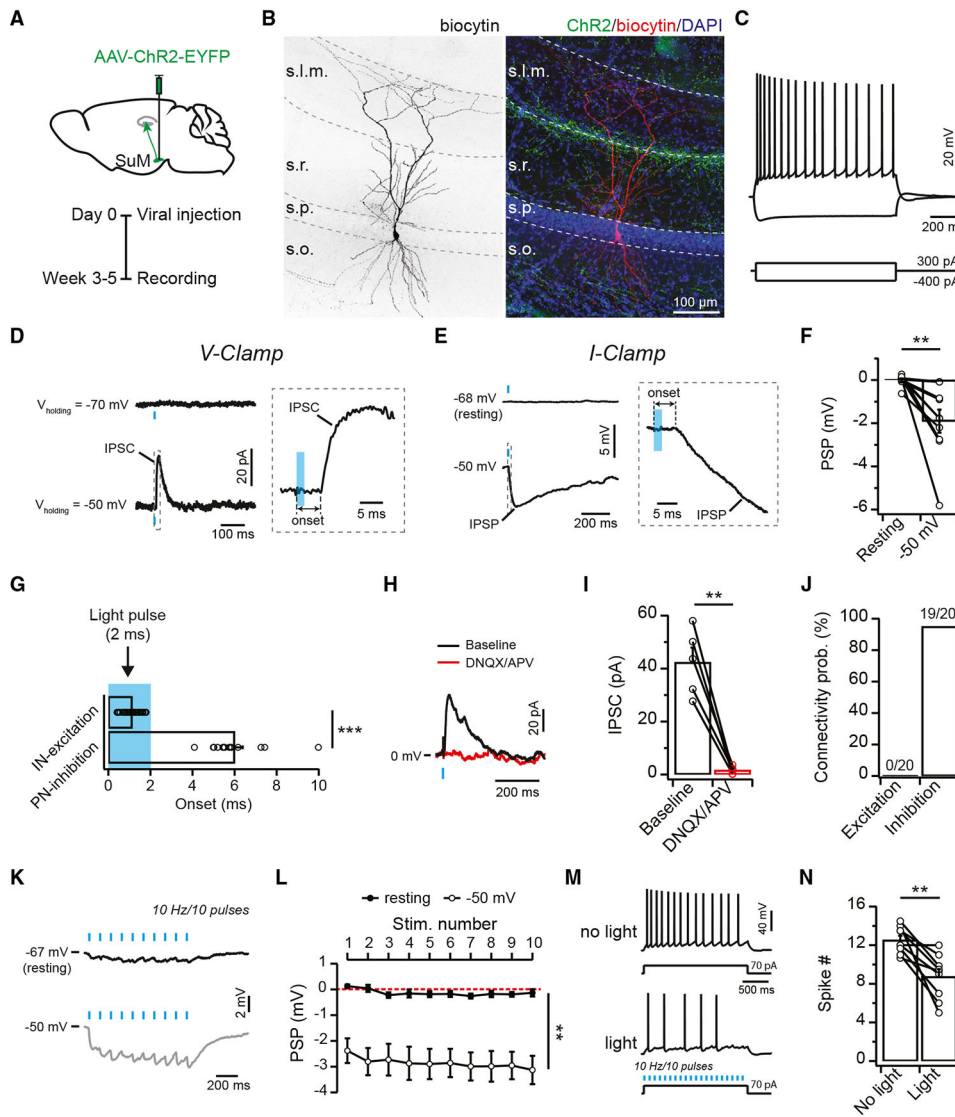 A
AAV-ChR2-EYFP
SuM
Day 0
Viral injection
Week 3-5
Recording
B
biocytin
s.l.m.
s.r.
s.p.
s.o.
ChR2/biocytin/DAPI
s.l.m.
s.r.
s.p.
s.o.
100 µm
C
20 mV
200 m
300 pA
-400 pA
D
V-Clamp
Vholding = -70 mV
IPSC
Vholding = -50 mV
20 pA
100 ms
IPSC
onset
5 ms
E
I-Clamp
-68 mV
(resting)
-50 mV
IPSP
5 mV
200 ms
onset
5 ms
IPSP
F
**
PSP (mV)
0
-2
-4
-6
Resting
-50 mV
G
Light pulse
(2 ms)
IN-excitation
PN-inhibition
***
0 2 4 6 8 10
Onset (ms)
H
Baseline
DNQX/APV
0 mV
20 pA
200 ms
I
**
IPSC (pA)
60
40
20
0
Baseline
DNQX/APV
J
Connectivity prob. (%)
100
80
60
40
20
0
0/20
19/20
Excitation
Inhibition
K
10 Hz/10 pulses
-67 mV
(resting)
-50 mV
2 mV
200 ms
L
resting
-50 mV
Stim. number
1 2 3 4 5 6 7 8 9 10
PSP (mV)
1
0
-1
-2
-3
-4
**
M
no light
40 mV
70 pA
500 ms
light
10 Hz/10 pulses
70 pA
N
**
Spike #
16
12
8
4
0
No light
Light